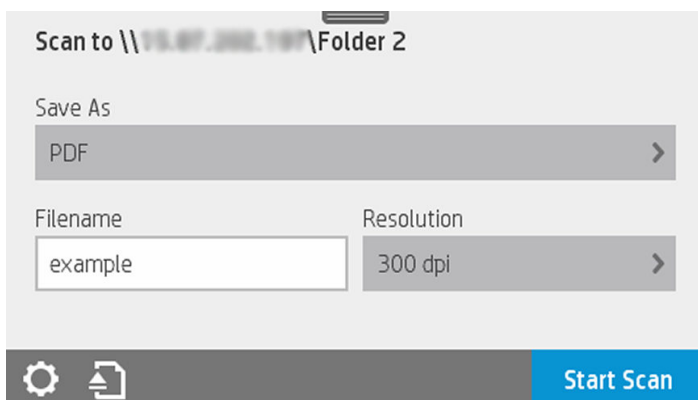 Scan to \\ \Folder 2
Save As
PDF
Filename
Resolution
example
300 dpi
Start Scan